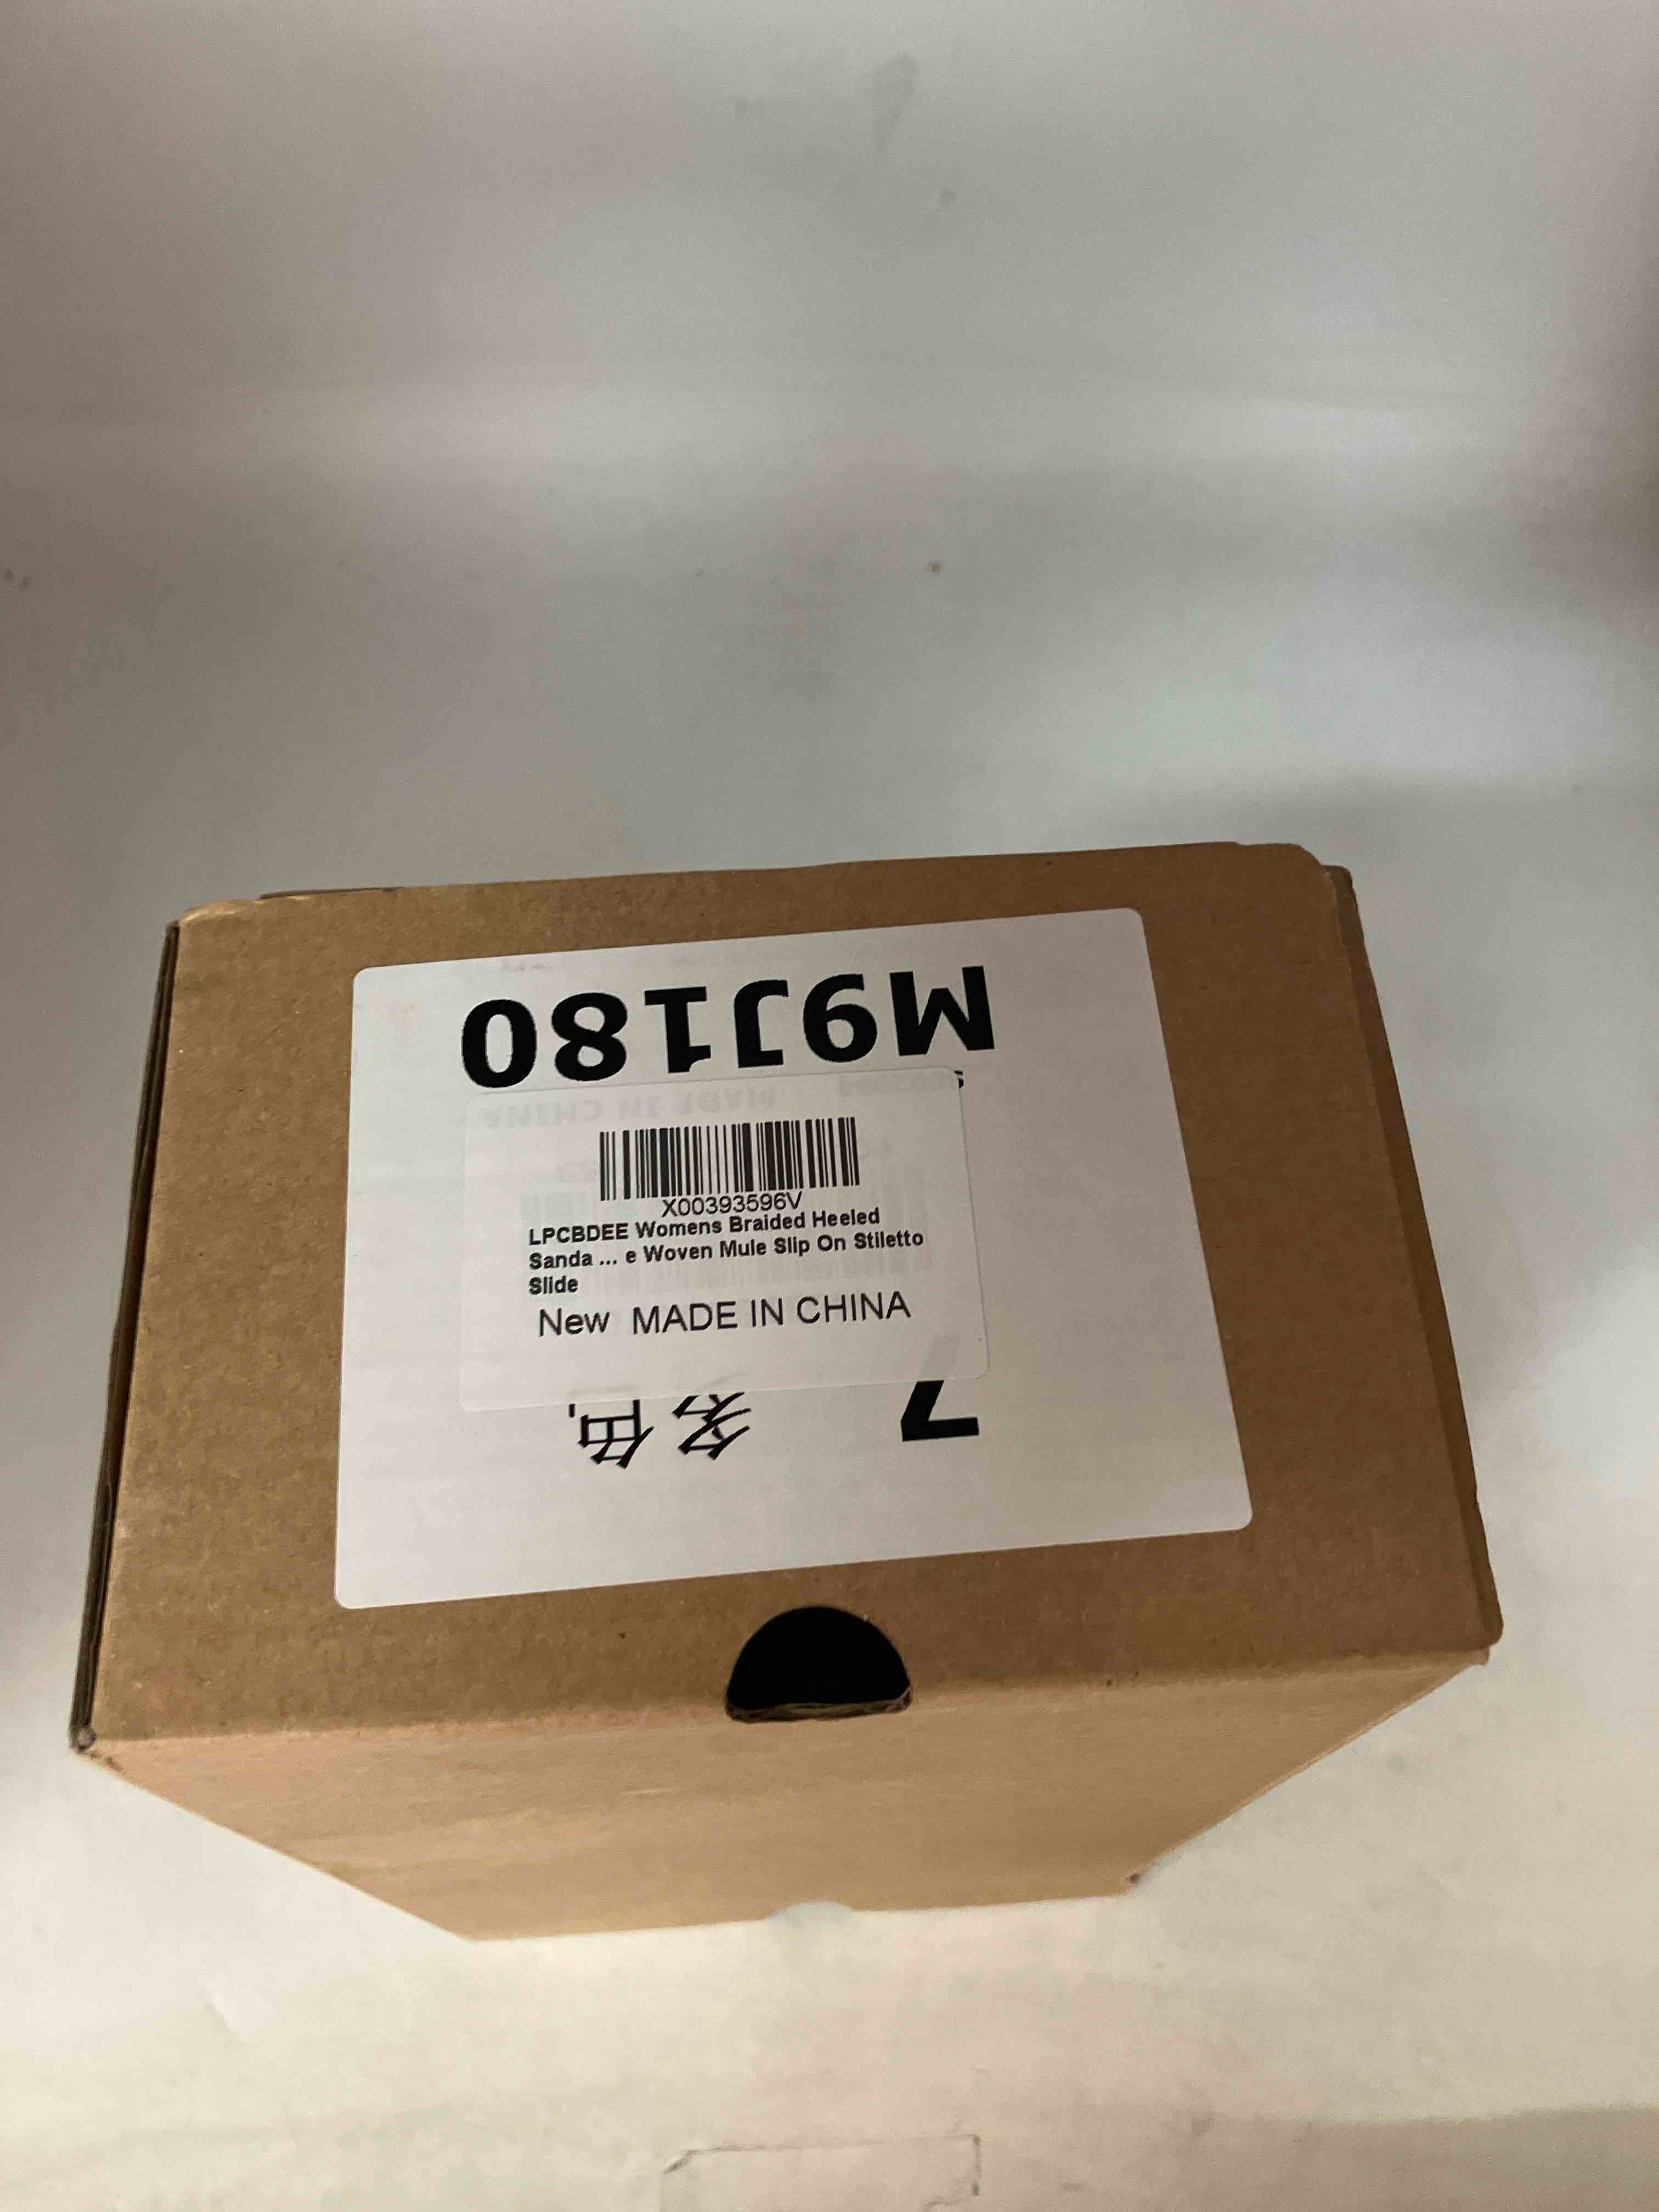 M9J180
X00393596V
LPCBDEE Womens Braided Heeled
Sanda ... e Woven Mule Slip On Stiletto
Slide
New MADE IN CHINA
7 色